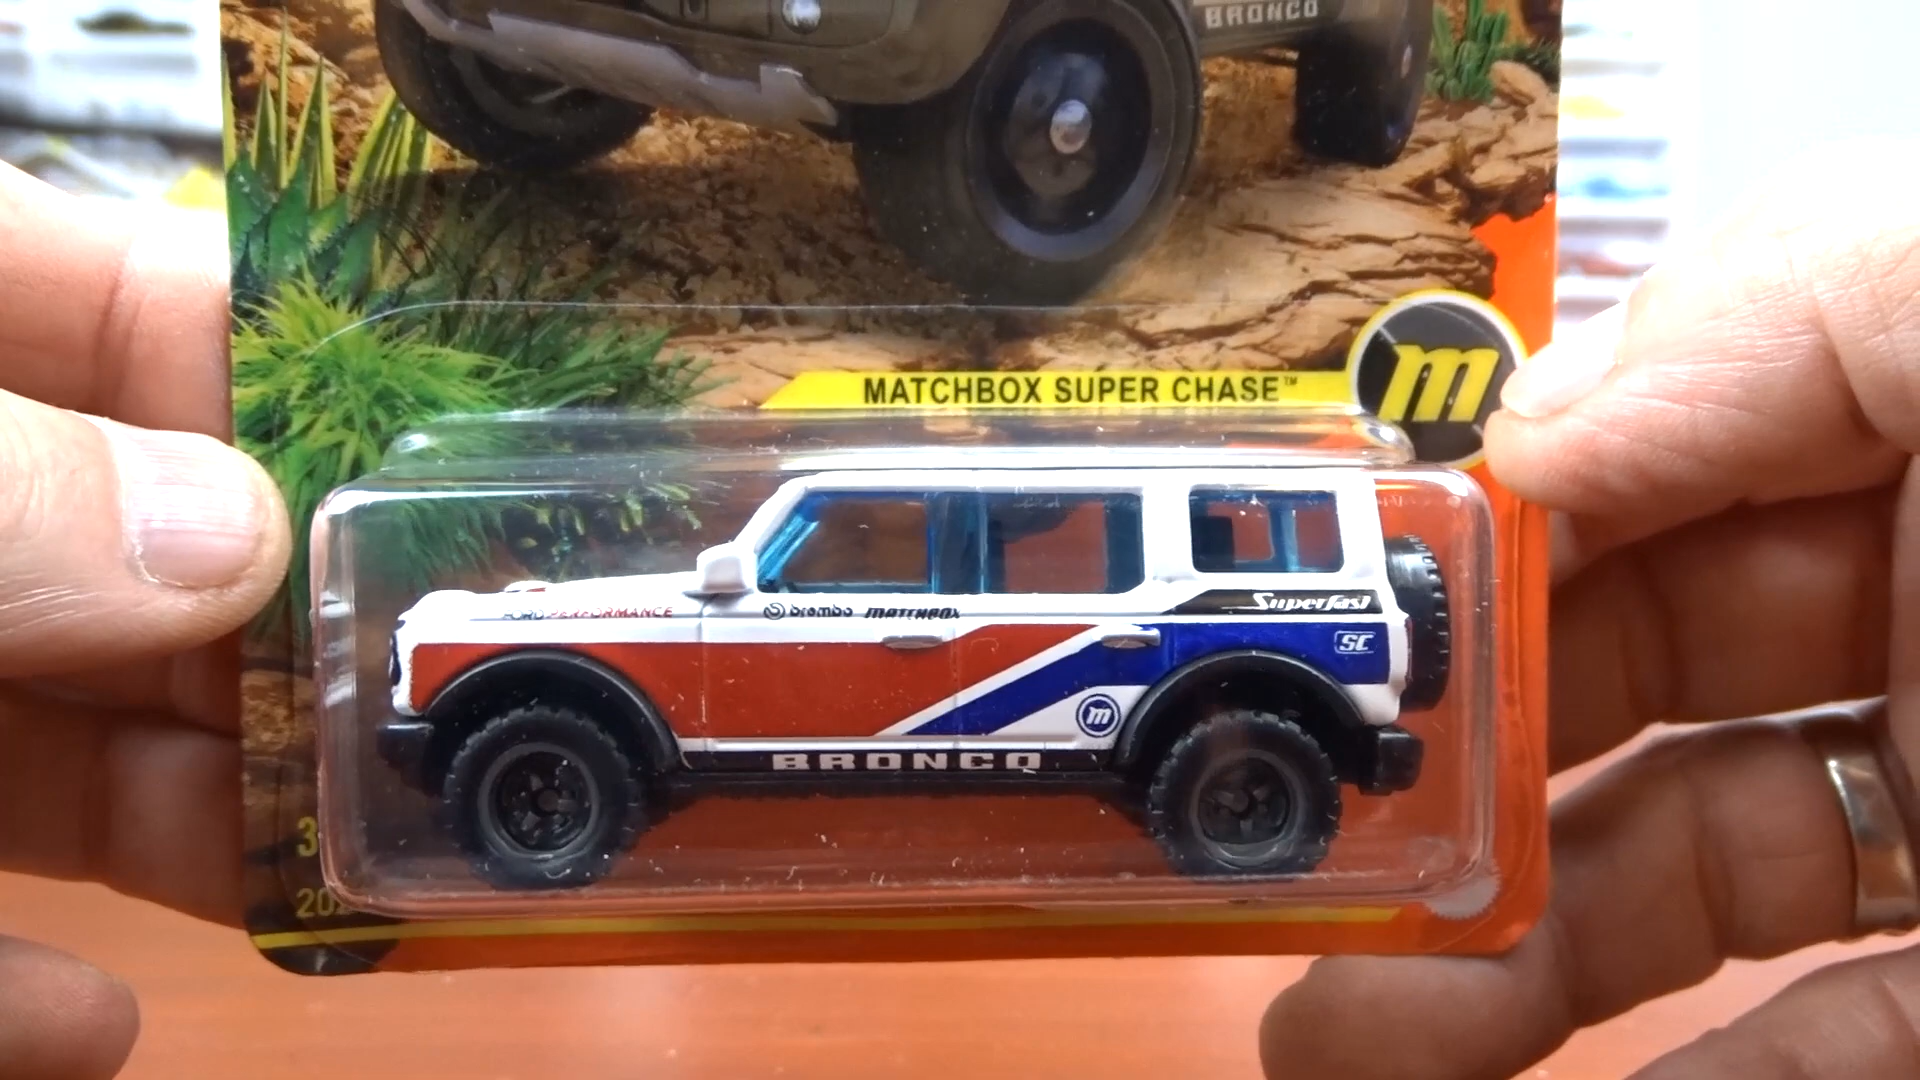 BRONCO
MATCHBOX SUPER CHASE™
m
Superfast
FORD PERFORMANCE
brembo MATCHBOX
SC
m
BRONCO